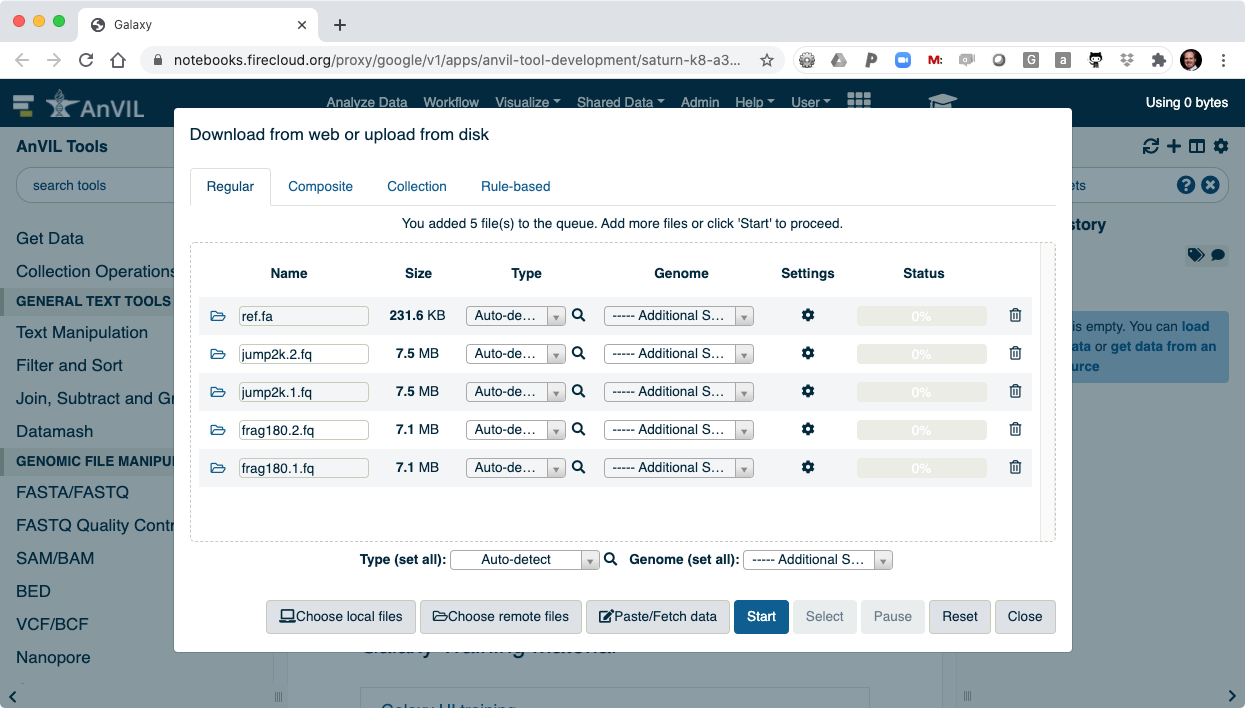 Galaxy
notebooks.firecloud.org/proxy/google/v1/apps/anvil-tool-development/saturn-k8-a3...
AnVIL
Analyze Data Workflow Visualize Shared Data Admin Help User
Using 0 bytes
AnVIL Tools
search tools
Get Data
Collection Operations
GENERAL TEXT TOOLS
Text Manipulation
Filter and Sort
Join, Subtract and Gr
Datamash
GENOMIC FILE MANIPU
FASTA/FASTQ
FASTQ Quality Contr
SAM/BAM
BED
VCF/BCF
Nanopore
Download from web or upload from disk
Regular Composite Collection Rule-based
You added 5 file(s) to the queue. Add more files or click 'Start' to proceed.
Name Size Type Genome Settings Status
ref.fa 231.6 KB Auto-de... ----- Additional S... 0%
jump2k.2.fq 7.5 MB Auto-de... ----- Additional S... 0%
jump2k.1.fq 7.5 MB Auto-de... ----- Additional S... 0%
frag180.2.fq 7.1 MB Auto-de... ----- Additional S... 0%
frag180.1.fq 7.1 MB Auto-de... ----- Additional S... 0%
Type (set all): Auto-detect Genome (set all): ----- Additional S...
Choose local files Choose remote files Paste/Fetch data Start Select Pause Reset Close
ets
story
is empty. You can load
ata or get data from an
urce